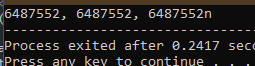 6487552, 6487552, 6487552n
--------------------------------
Process exited after 0.2417 seco
Press any key to continue . . .